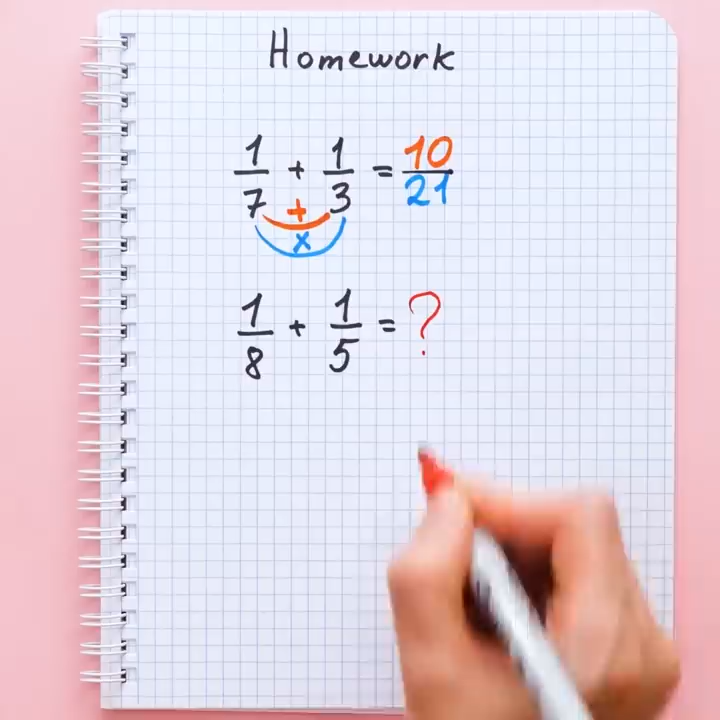 Homework
1/7 + 1/3 = 10/21
+
x
1/8 + 1/5 = ?